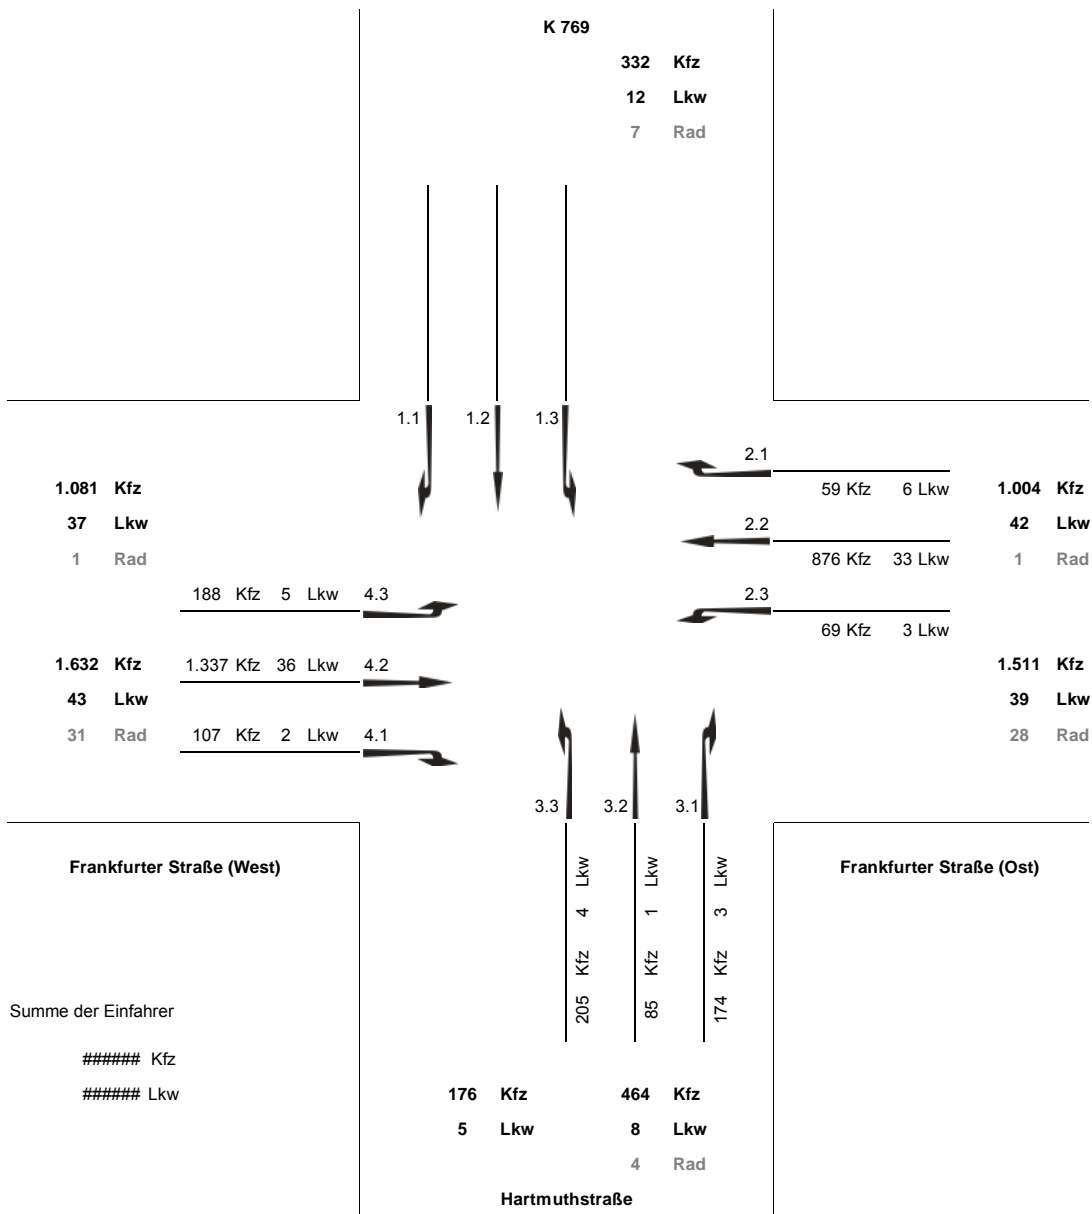 K 769
332 Kfz
12 Lkw
7 Rad
1.1 1.2 1.3
2.1
59 Kfz 6 Lkw
1.081 Kfz
37 Lkw
1 Rad
1.004 Kfz
42 Lkw
1 Rad
2.2
876 Kfz 33 Lkw
188 Kfz 5 Lkw 4.3
2.3
69 Kfz 3 Lkw
1.632 Kfz
43 Lkw
31 Rad
1.337 Kfz 36 Lkw 4.2
107 Kfz 2 Lkw 4.1
1.511 Kfz
39 Lkw
28 Rad
3.3 3.2 3.1
Frankfurter Straße (West)
Frankfurter Straße (Ost)
205 Kfz 4 Lkw
85 Kfz 1 Lkw
174 Kfz 3 Lkw
Summe der Einfahrer
###### Kfz
###### Lkw
176 Kfz
5 Lkw
464 Kfz
8 Lkw
4 Rad
Hartmuthstraße